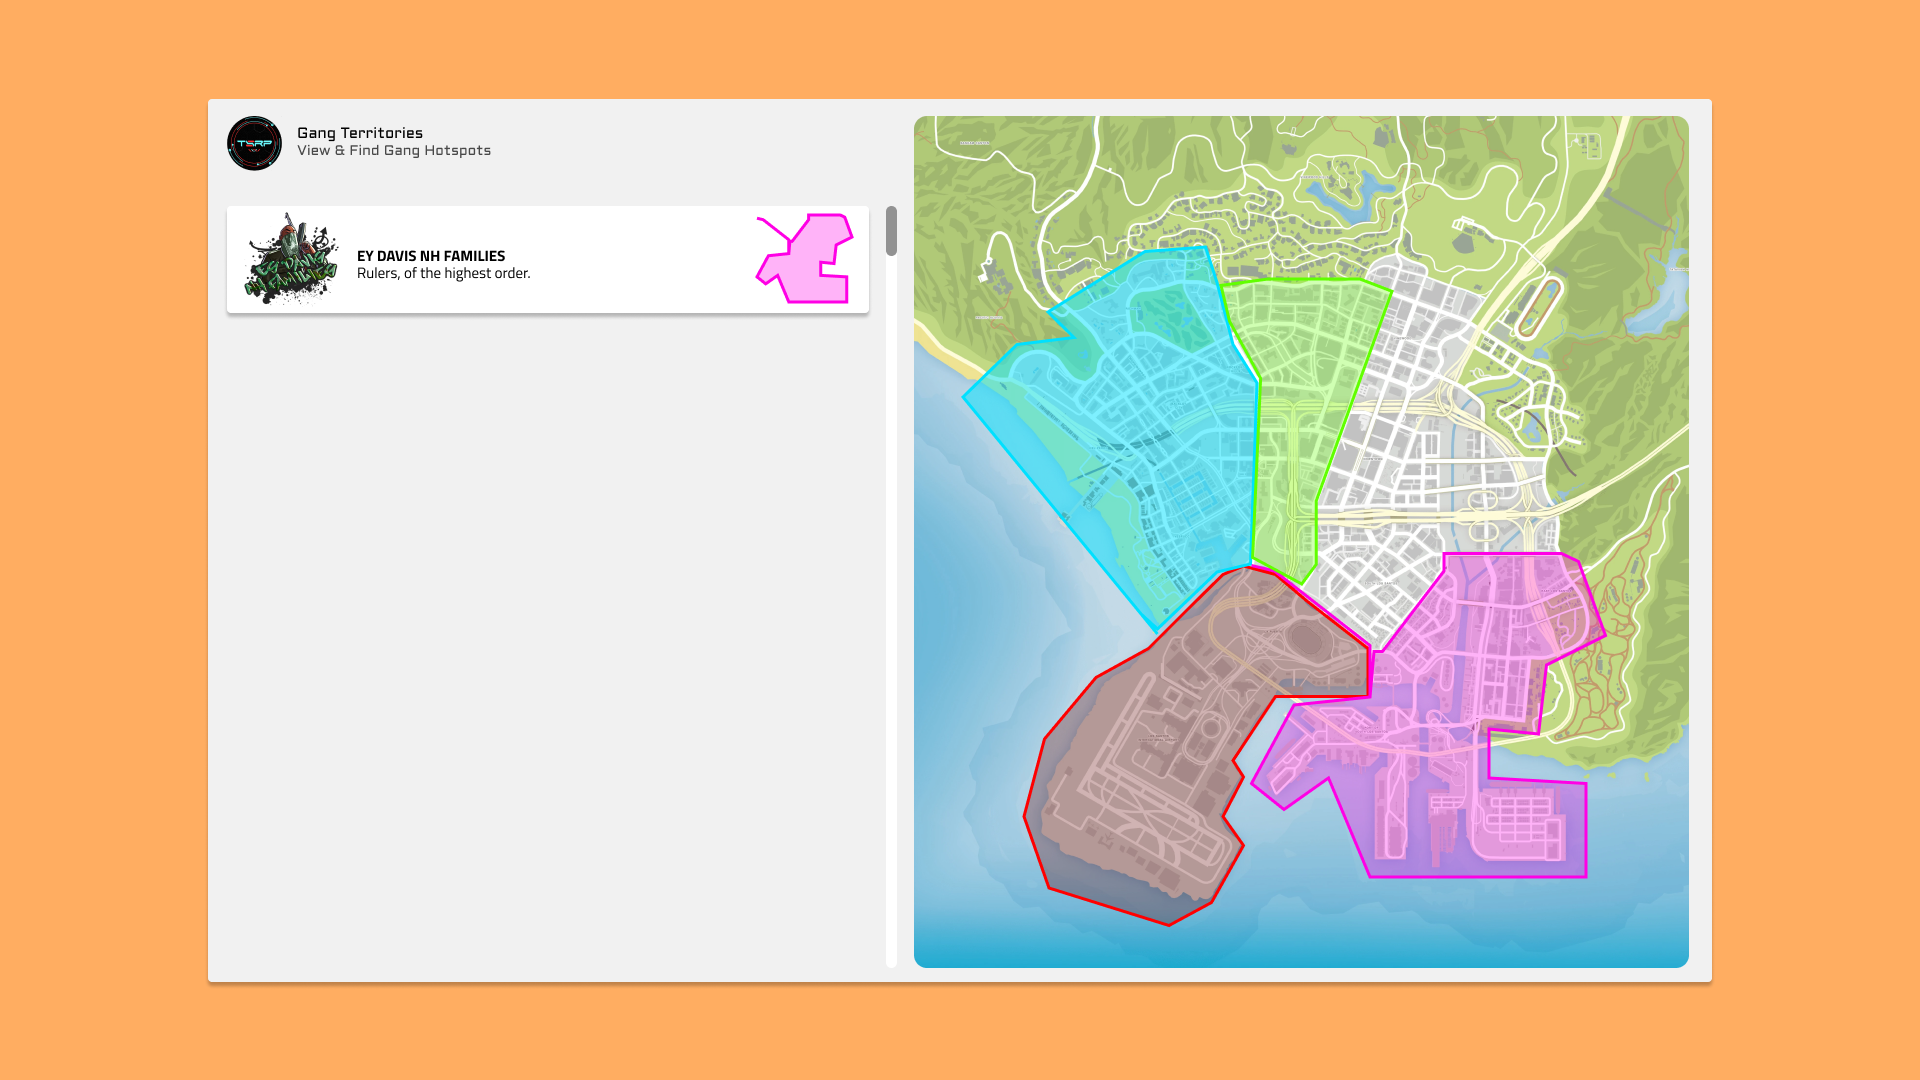 TSRP
Gang Territories
View & Find Gang Hotspots
EY DAVIS NH FAMILIES
Rulers, of the highest order.